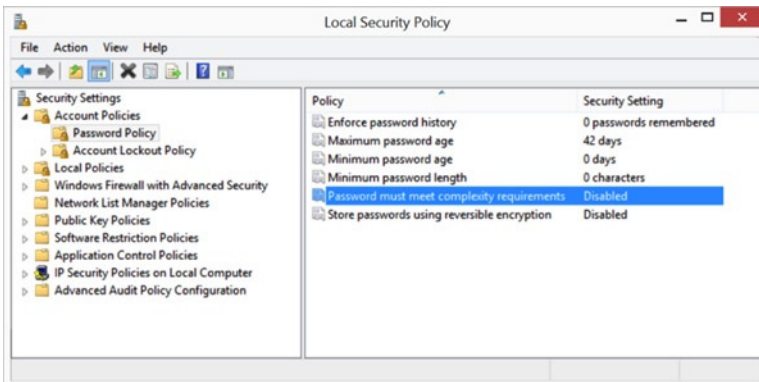 Local Security Policy
File Action View Help
Security Settings
Account Policies
Password Policy
Account Lockout Policy
Local Policies
Windows Firewall with Advanced Security
Network List Manager Policies
Public Key Policies
Software Restriction Policies
Application Control Policies
IP Security Policies on Local Computer
Advanced Audit Policy Configuration
Policy Security Setting
Enforce password history 0 passwords remembered
Maximum password age 42 days
Minimum password age 0 days
Minimum password length 0 characters
Password must meet complexity requirements Disabled
Store passwords using reversible encryption Disabled